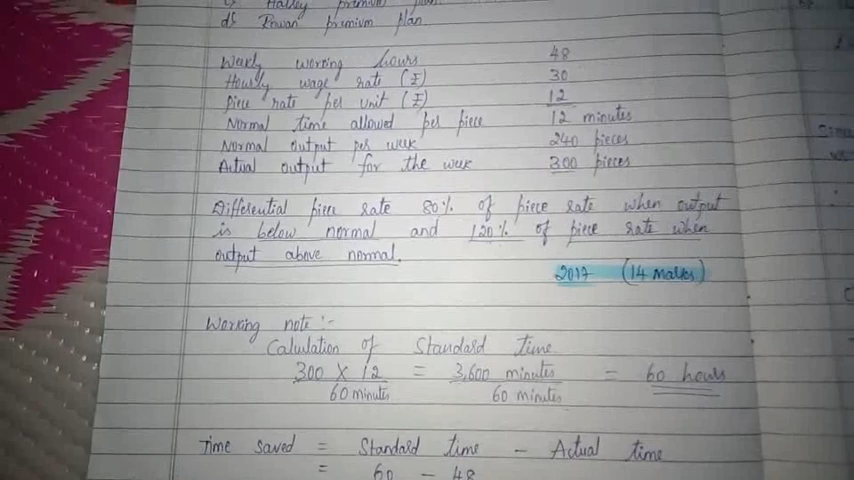 c) Halsey premium plan
d) Rowan premium plan
Weekly working hours 48
Hourly wage rate (₹) 30
Piece rate per unit (₹) 12
Normal time allowed per piece 12 minutes
Normal output per week 240 pieces
Actual output for the week 300 pieces
Differential piece rate 80% of piece rate when output
is below normal and 120% of piece rate when
output above normal.
2017 (14 Marks)
Working note :-
Calculation of Standard time
300 X 12 = 3,600 minutes = 60 hours
60 minutes 60 minutes
Time saved = Standard time - Actual time
= 60 - 48